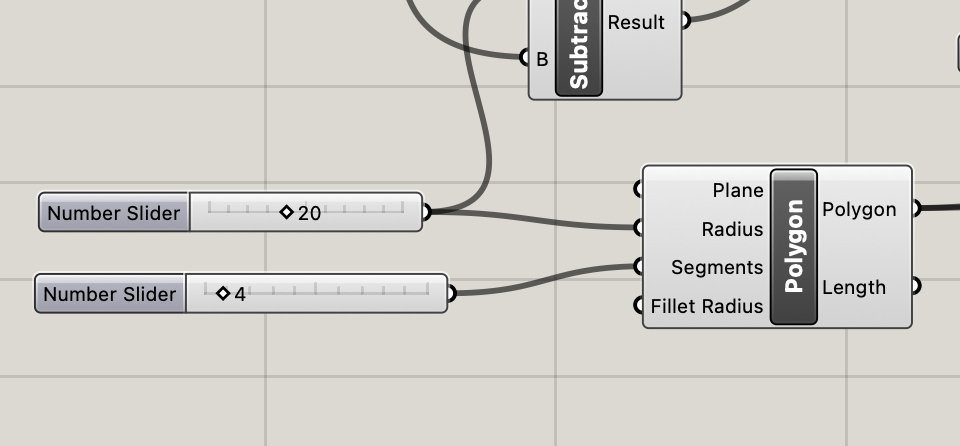 Result
B
Subtrac
Number Slider
20
Number Slider
4
Plane
Radius
Segments
Fillet Radius
Polygon
Polygon
Length